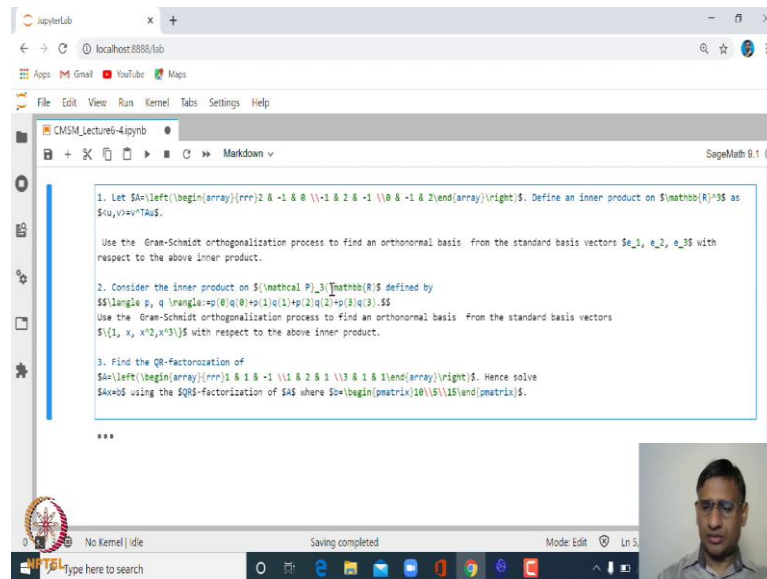 JupyterLab
localhost:8888/lab
Apps Gmail YouTube Maps
File Edit View Run Kernel Tabs Settings Help
CMSM_Lecture6-4.ipynb
Markdown
SageMath 9.1
1. Let $A=\left(\begin{array}{rrr}2 & -1 & 0 \\-1 & 2 & -1 \\0 & -1 & 2\end{array}\right)$. Define an inner product on $\mathbb{R}^3$ as
$<u,v>=v^TAu$.
Use the Gram-Schmidt orthogonalization process to find an orthonormal basis from the standard basis vectors $e_1, e_2, e_3$ with
respect to the above inner product.
2. Consider the inner product on ${\mathcal P}_3(\mathbb{R)$ defined by
$$\langle p, q \rangle:=p(0)q(0)+p(1)q(1)+p(2)q(2)+p(3)q(3).$$
Use the Gram-Schmidt orthogonalization process to find an orthonormal basis from the standard basis vectors
$\{1, x, x^2,x^3\}$ with respect to the above inner product.
3. Find the QR-factorozation of
$A=\left(\begin{array}{rrr}1 & 1 & -1 \\1 & 2 & 1 \\3 & 1 & 1\end{array}\right)$. Hence solve
$Ax=b$ using the $QR$-factorization of $A$ where $b=\begin{pmatrix}10\\5\\15\end{pmatrix}$.
No Kernel | Idle
Saving completed
Mode: Edit
Ln 5,
NPTEL
Type here to search